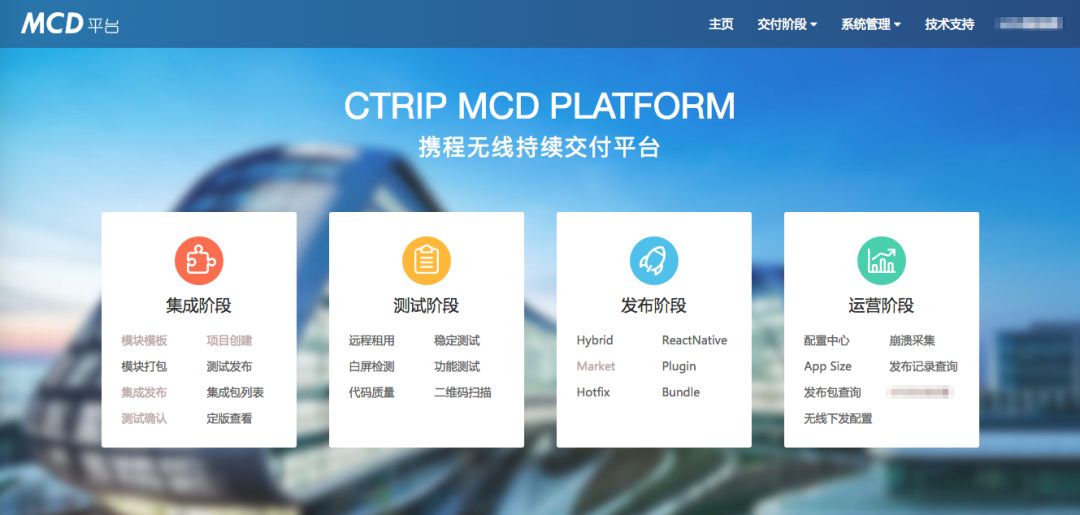 MCD 平台
主页 交付阶段 系统管理 技术支持
CTRIP MCD PLATFORM
携程无线持续交付平台
集成阶段
模块模板 项目创建
模块打包 测试发布
集成发布 集成包列表
测试确认 定版查看
测试阶段
远程租用 稳定测试
白屏检测 功能测试
代码质量 二维码扫描
发布阶段
Hybrid ReactNative
Market Plugin
Hotfix Bundle
运营阶段
配置中心 崩溃采集
App Size 发布记录查询
发布包查询
无线下发配置